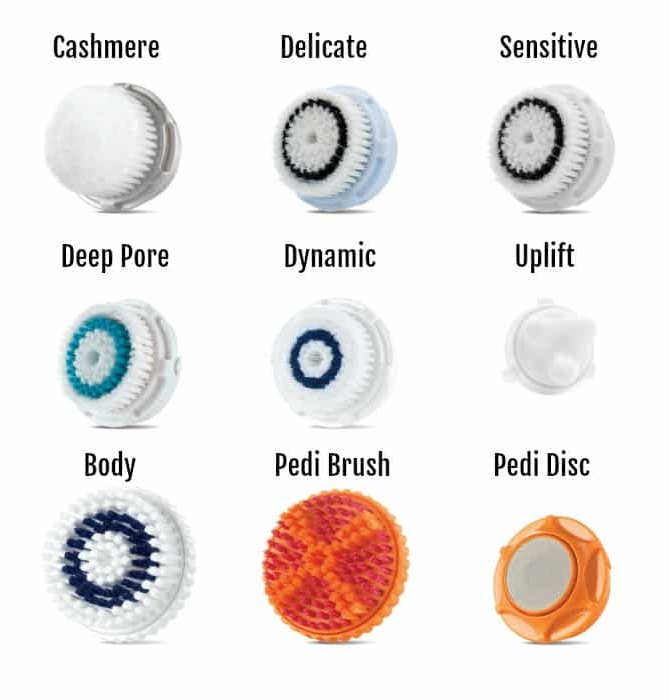 Cashmere
Delicate
Sensitive
Deep Pore
Dynamic
Uplift
Body
Pedi Brush
Pedi Disc